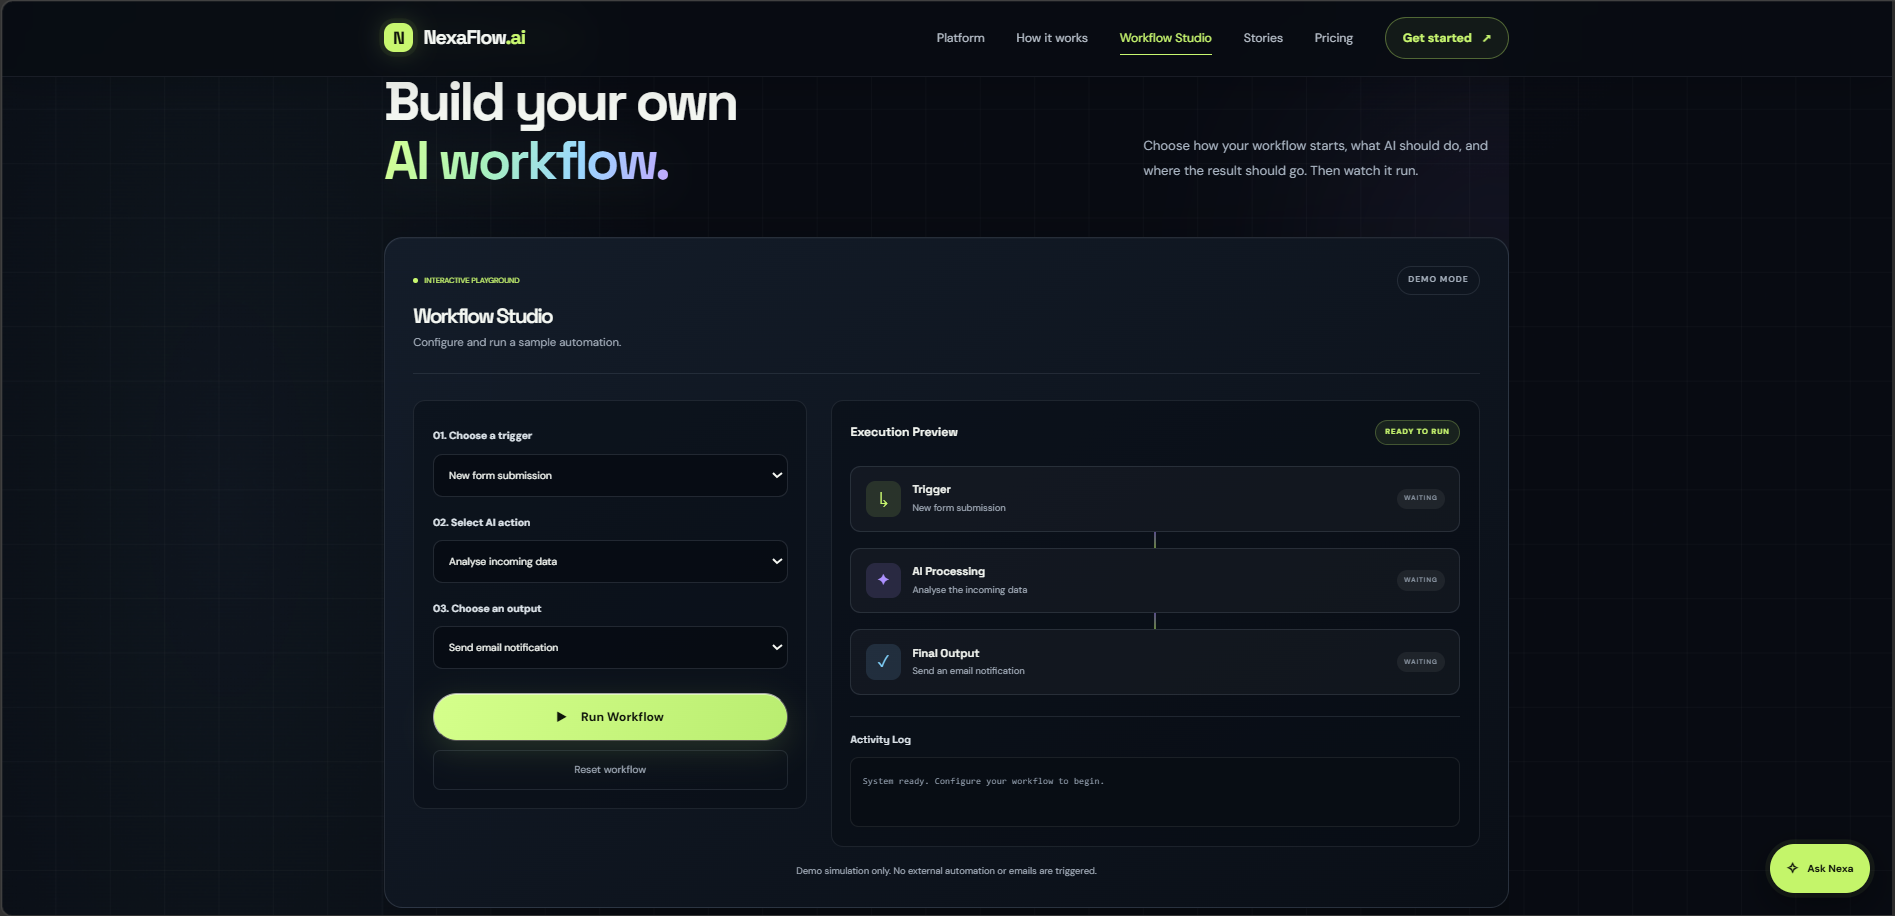 N NexaFlow.ai
Platform How it works Workflow Studio Stories Pricing Get started ↗
Build your own
AI workflow.
Choose how your workflow starts, what AI should do, and
where the result should go. Then watch it run.
INTERACTIVE PLAYGROUND
DEMO MODE
Workflow Studio
Configure and run a sample automation.
01. Choose a trigger
New form submission
02. Select AI action
Analyse incoming data
03. Choose an output
Send email notification
Run Workflow
Reset workflow
Execution Preview
READY TO RUN
Trigger
New form submission
WAITING
AI Processing
Analyse the incoming data
WAITING
Final Output
Send an email notification
WAITING
Activity Log
System ready. Configure your workflow to begin.
Demo simulation only. No external automation or emails are triggered.
Ask Nexa